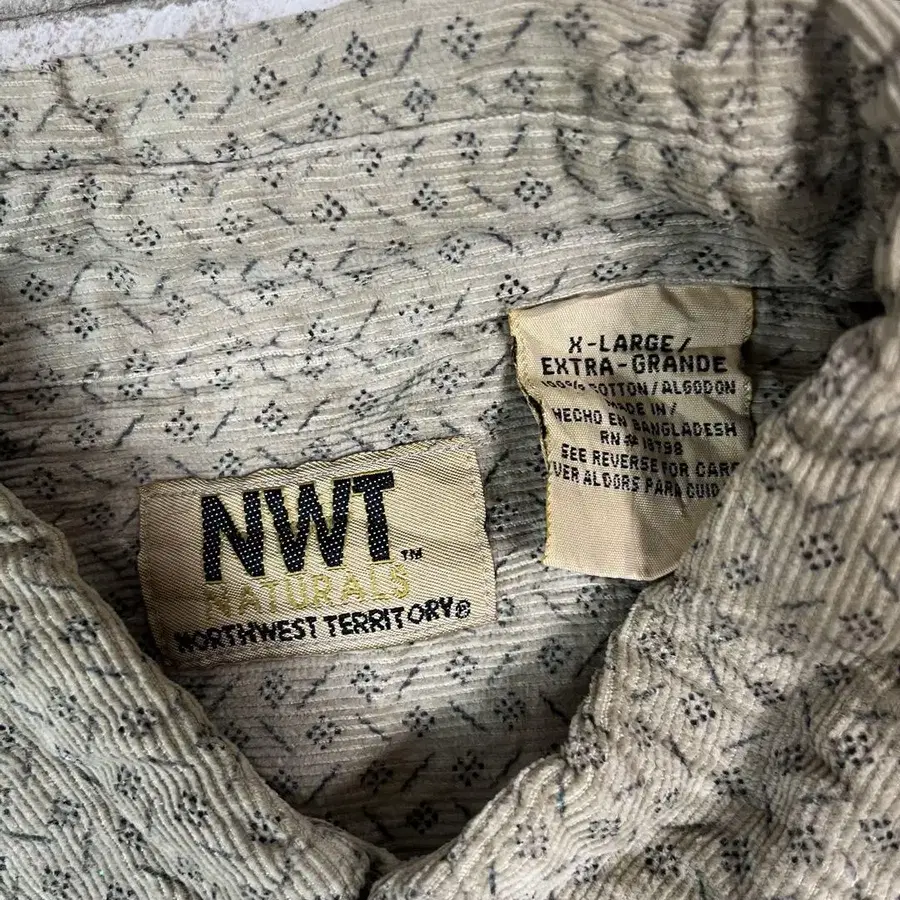 X-LARGE/
EXTRA-GRANDE
100% COTTON/ALGODON
MADE IN/
HECHO EN BANGLADESH
RN# 18798
SEE REVERSE FOR CARE
VER ALDORS PARA CUID
NWT™
NATURALS
NORTHWEST TERRITORY®